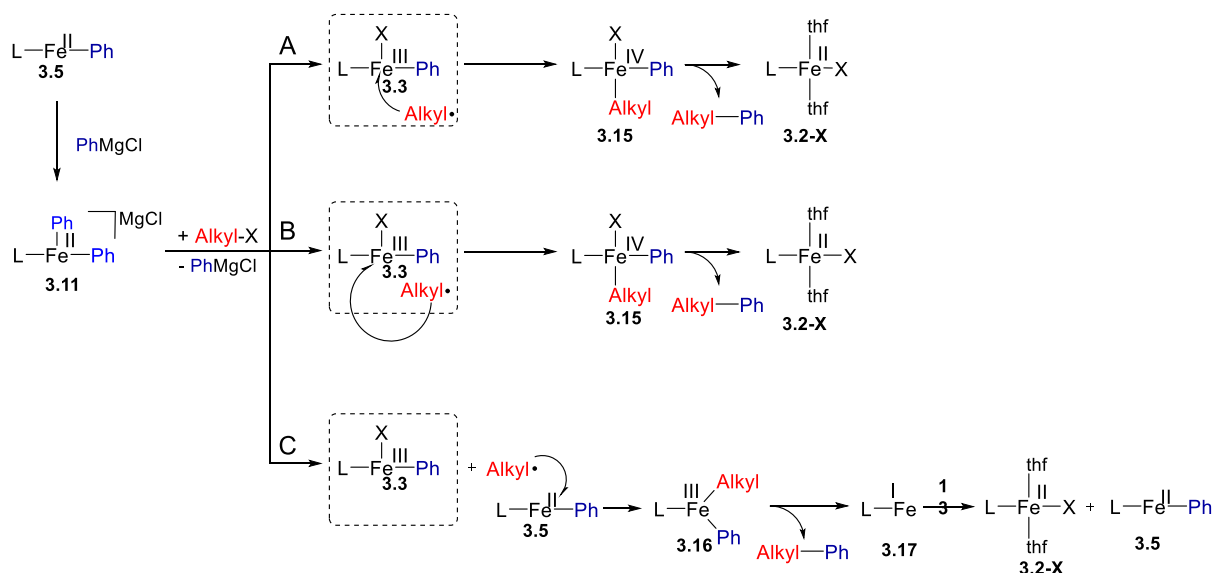 L Fe II Ph
3.5
PhMgCl
Ph MgCl
L Fe II Ph
3.11
+ Alkyl-X
- PhMgCl
A
X
L Fe III Ph
3.3
Alkyl•
X
L Fe IV Ph
Alkyl
3.15
Alkyl Ph
thf
L Fe II X
thf
3.2-X
B
X
L Fe III Ph
3.3
Alkyl•
X
L Fe IV Ph
Alkyl
3.15
Alkyl Ph
thf
L Fe II X
thf
3.2-X
C
X
L Fe III Ph
3.3
+ Alkyl•
L Fe II Ph
3.5
III Alkyl
L Fe
Ph
3.16
Alkyl Ph
I
L Fe
3.17
1
3
thf
L Fe II X
thf
3.2-X
+
L Fe II Ph
3.5